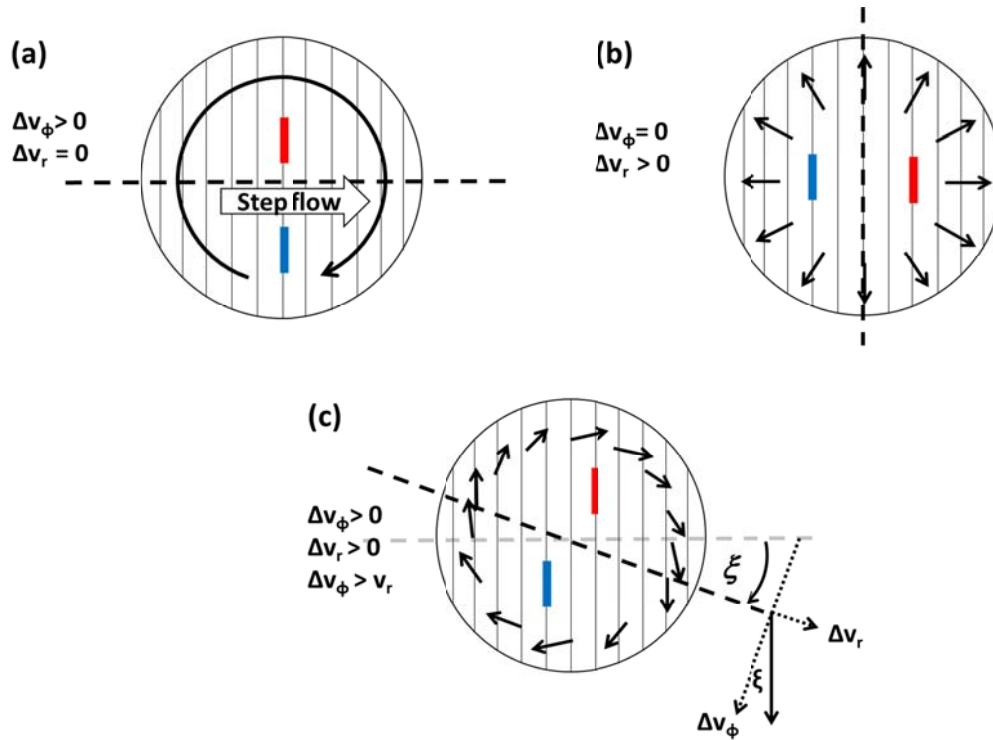 (a)
Δvϕ > 0
Δvr = 0
Step flow
(b)
Δvϕ = 0
Δvr > 0
(c)
Δvϕ > 0
Δvr > 0
Δvϕ > vr
ξ
Δvr
ξ
Δvϕ